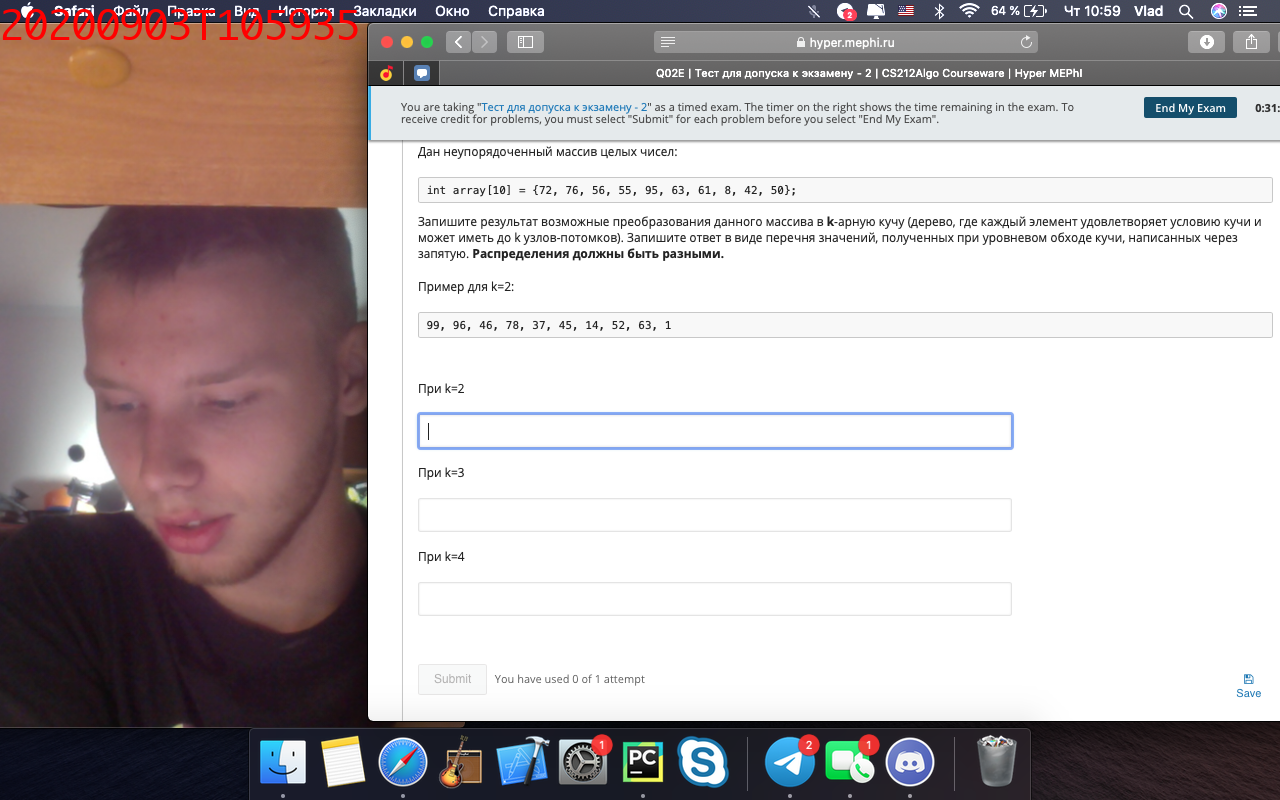 20200903T105935
Safari Файл Правка Вид История Закладки Окно Справка
2
64 % Чт 10:59 Vlad
hyper.mephi.ru
Q02E | Тест для допуска к экзамену - 2 | CS212Algo Courseware | Hyper MEPhI
You are taking "Тест для допуска к экзамену - 2" as a timed exam. The timer on the right shows the time remaining in the exam. To
receive credit for problems, you must select "Submit" for each problem before you select "End My Exam".
End My Exam
0:31:
Дан неупорядоченный массив целых чисел:
int array[10] = {72, 76, 56, 55, 95, 63, 61, 8, 42, 50};
Запишите результат возможные преобразования данного массива в k-арную кучу (дерево, где каждый элемент удовлетворяет условию кучи и
может иметь до k узлов-потомков). Запишите ответ в виде перечня значений, полученных при уровневом обходе кучи, написанных через
запятую. Распределения должны быть разными.
Пример для k=2:
99, 96, 46, 78, 37, 45, 14, 52, 63, 1
При k=2
При k=3
При k=4
Submit
You have used 0 of 1 attempt
Save
1
PC
2
1